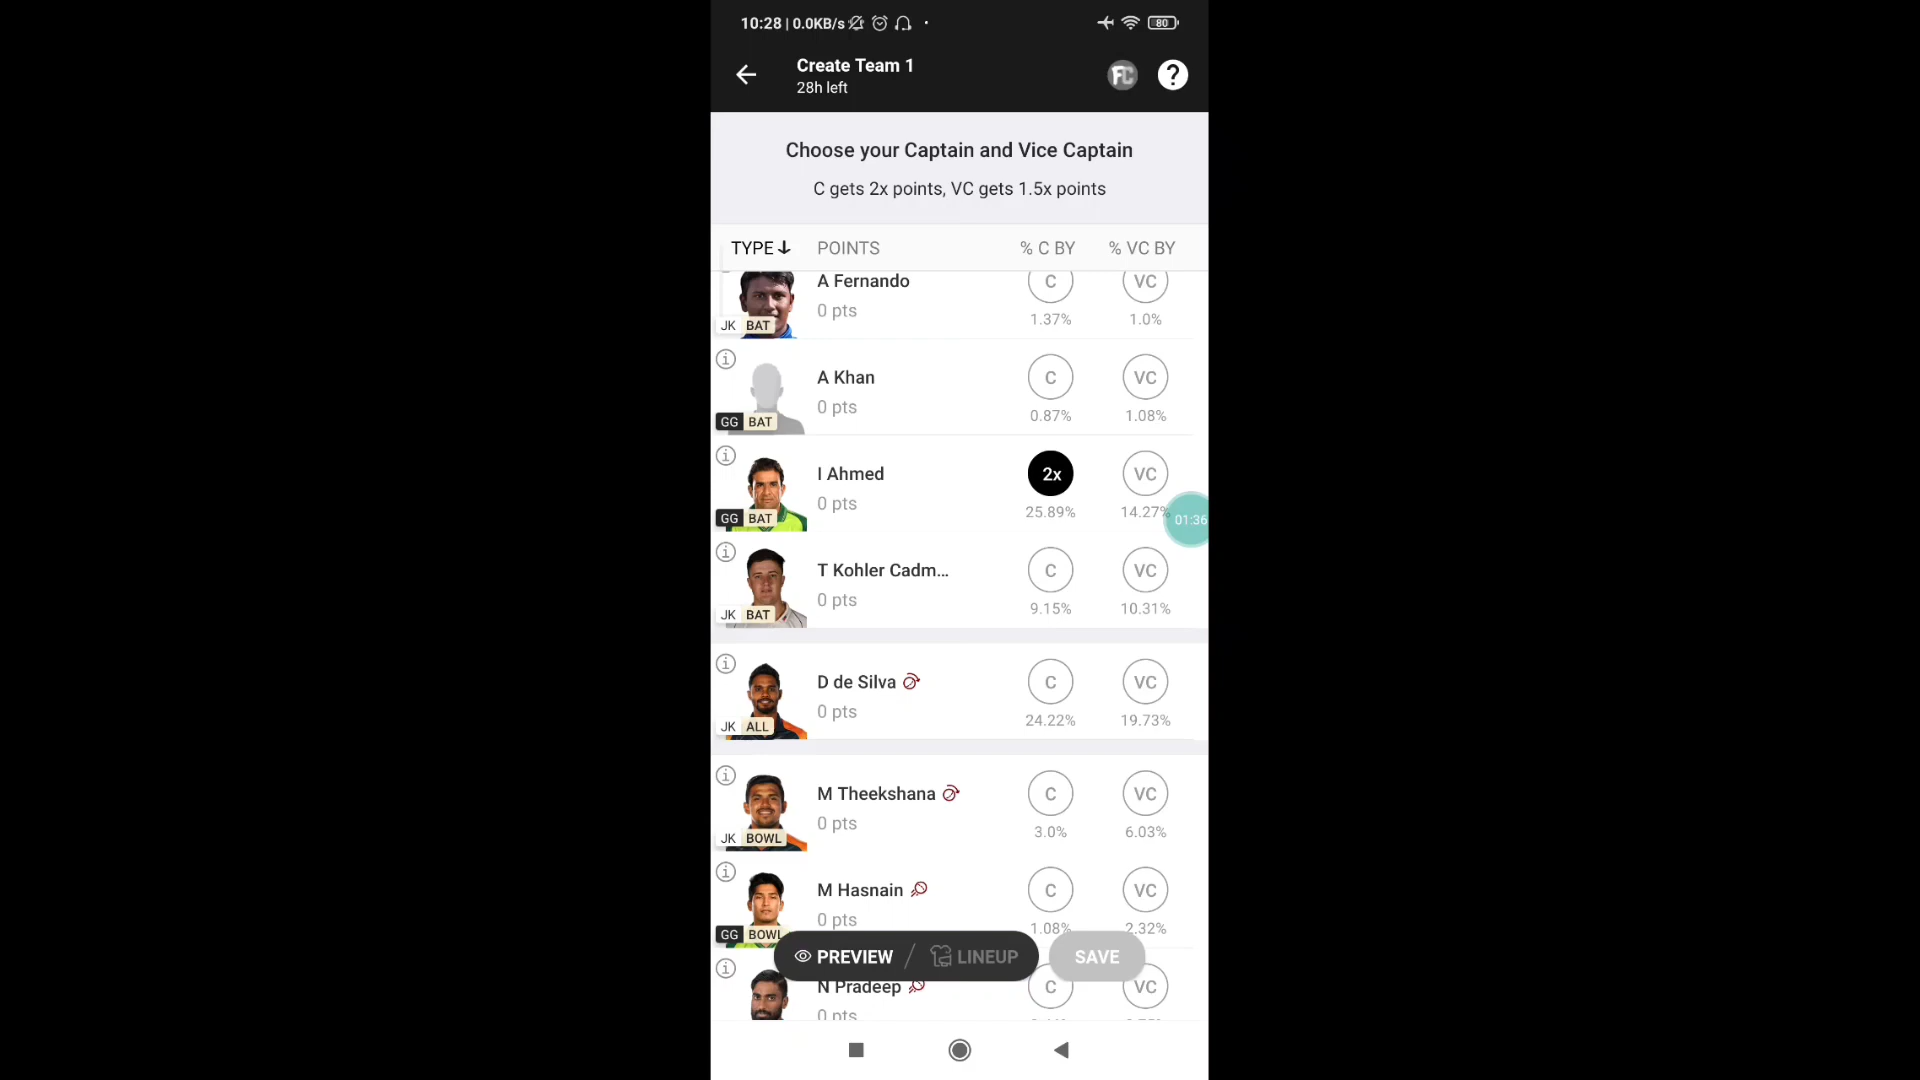 10:28 | 0.0KB/s
80
Create Team 1
28h left
FC
?
Choose your Captain and Vice Captain
C gets 2x points, VC gets 1.5x points
TYPE POINTS % C BY % VC BY
A Fernando C VC
0 pts
1.37% 1.0%
JK BAT
A Khan C VC
0 pts
0.87% 1.08%
GG BAT
I Ahmed 2x VC
0 pts
25.89% 14.27%
01:36
GG BAT
T Kohler Cadm... C VC
0 pts
9.15% 10.31%
JK BAT
D de Silva C VC
0 pts
24.22% 19.73%
JK ALL
M Theekshana C VC
0 pts
3.0% 6.03%
JK BOWL
M Hasnain C VC
0 pts
1.08% 2.32%
GG BOWL
PREVIEW / LINEUP SAVE
N Pradeep C VC
0 pts